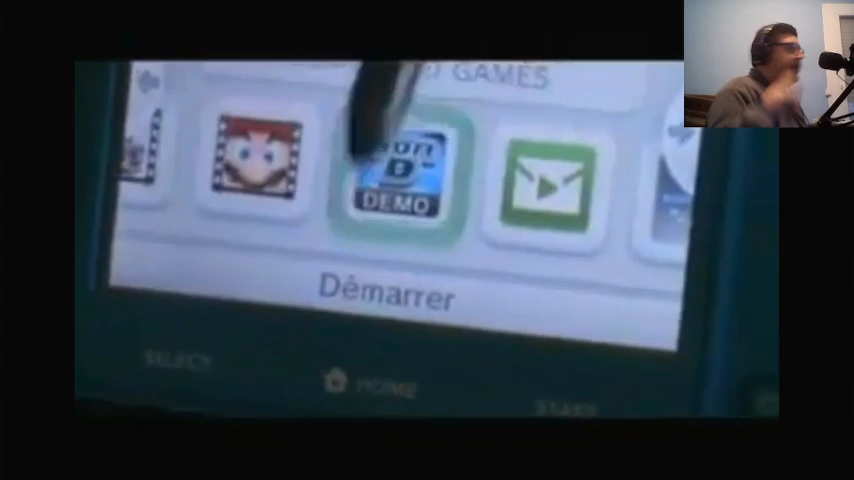 GAMES
DEMO
Démarrer
SELECT
HOME
START